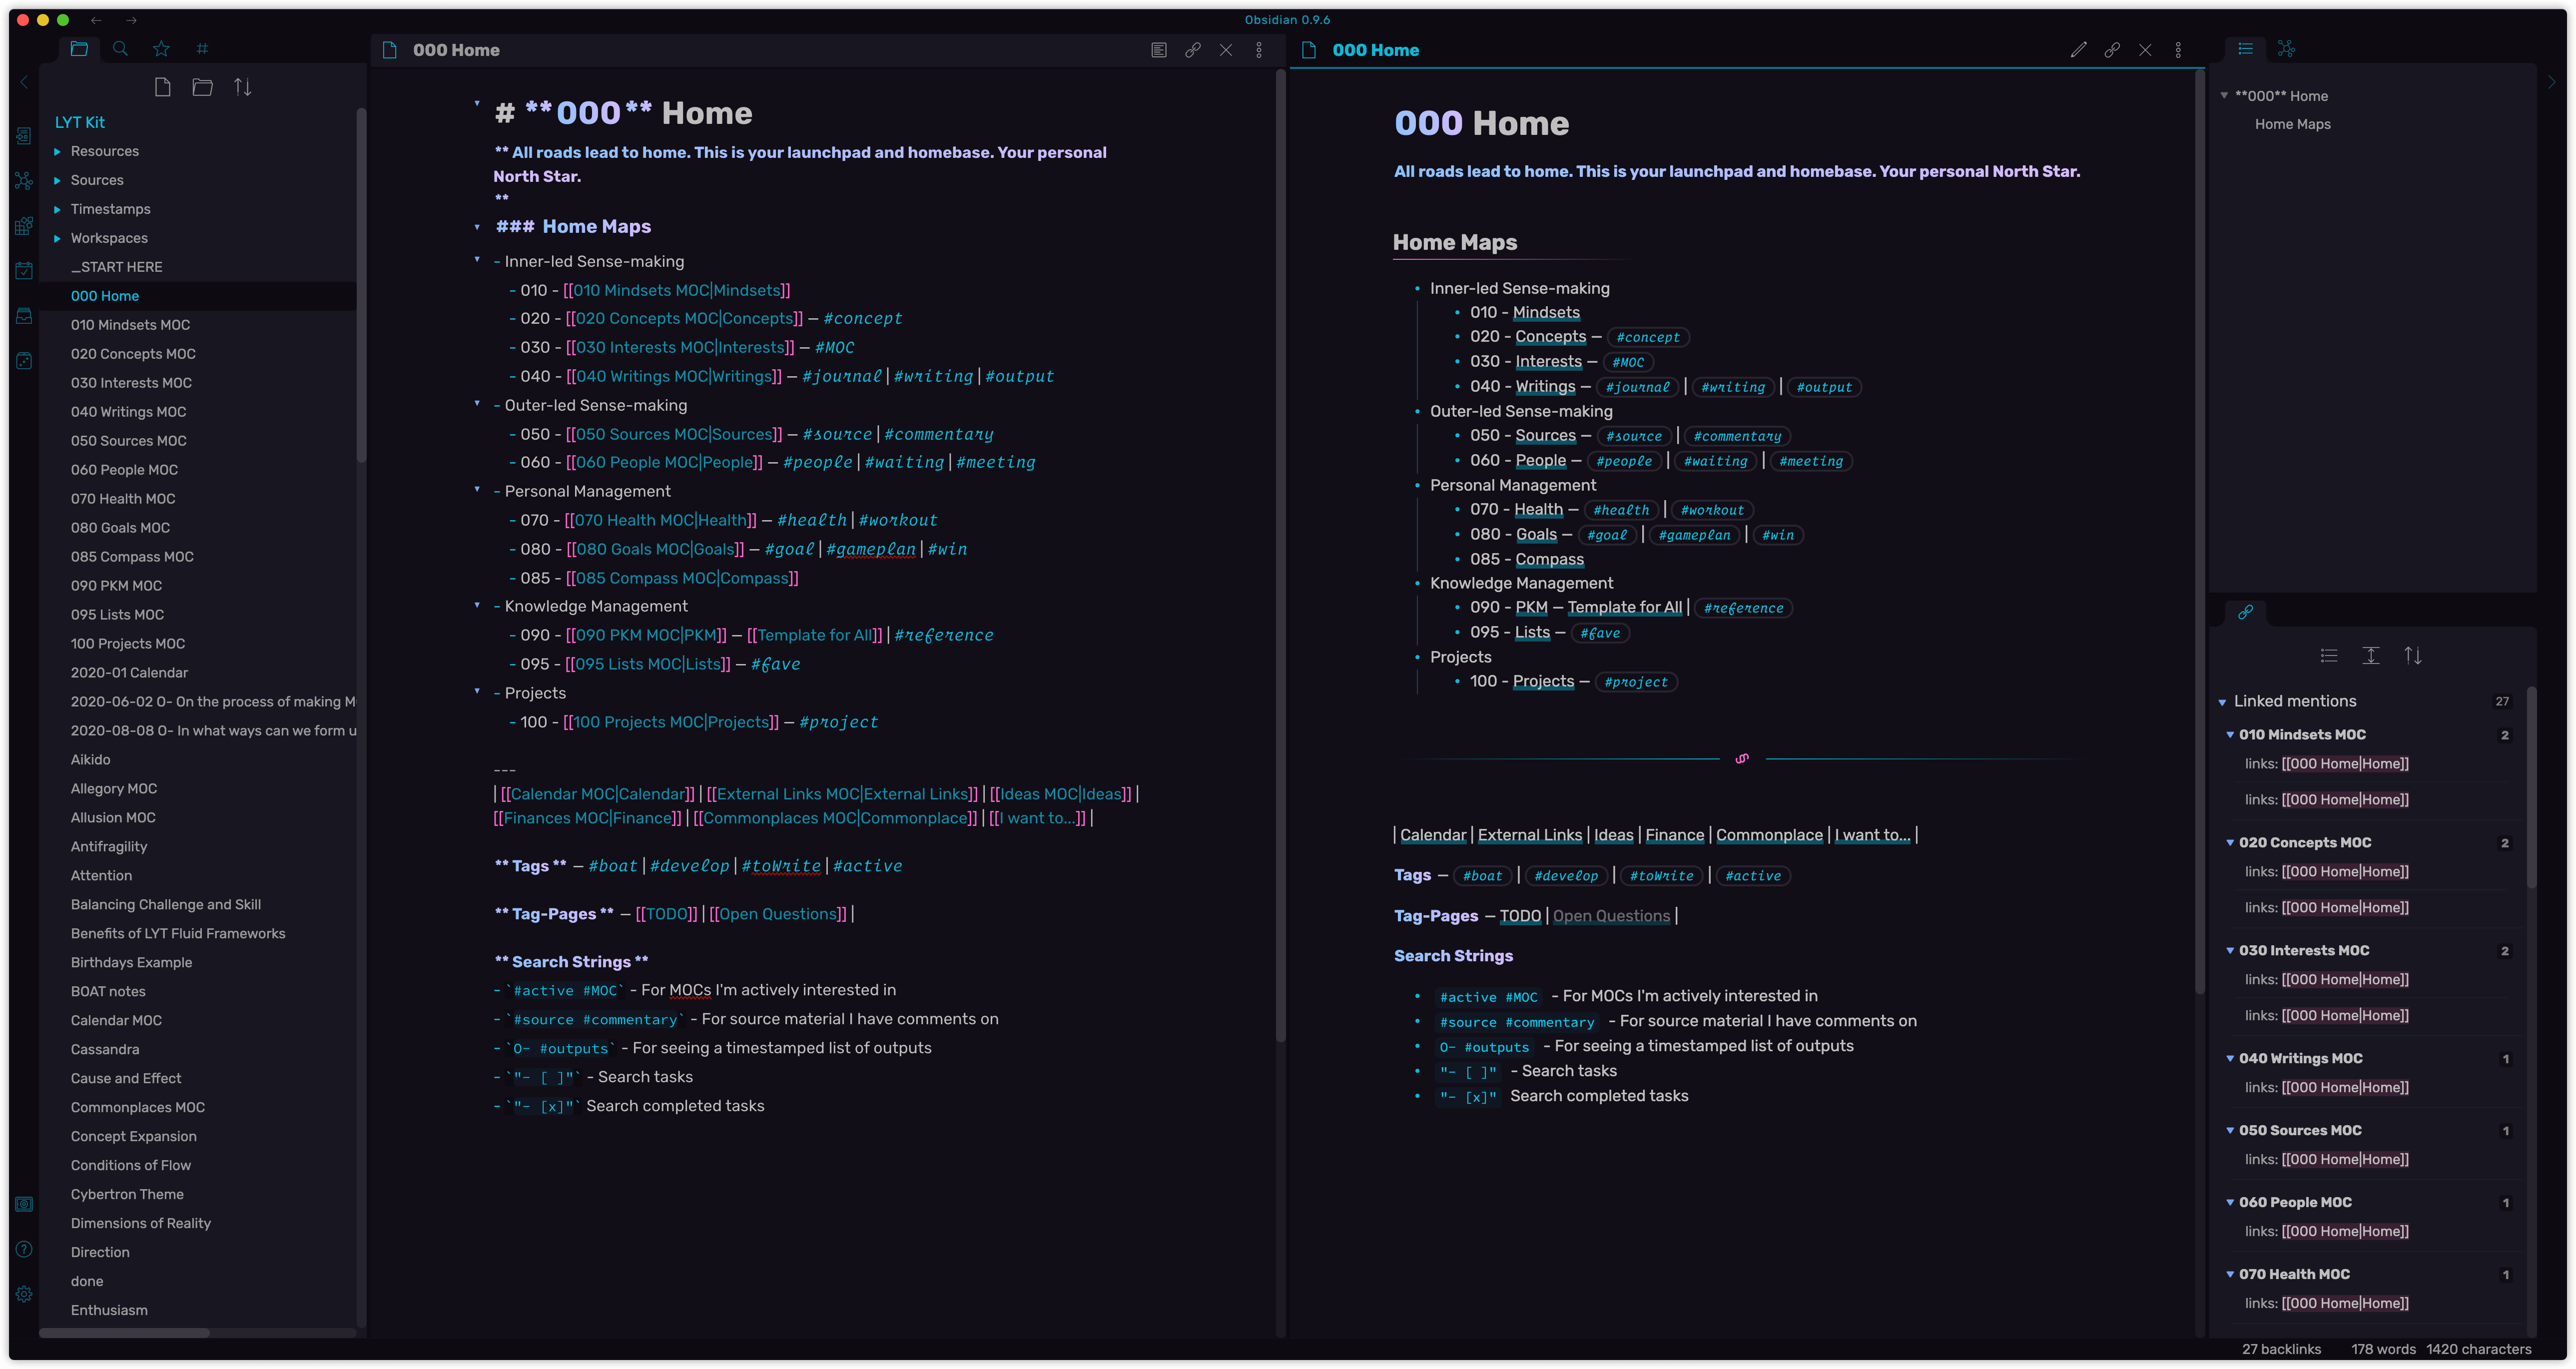 Obsidian 0.9.6
LYT Kit
Resources
Sources
Timestamps
Workspaces
_START HERE
000 Home
010 Mindsets MOC
020 Concepts MOC
030 Interests MOC
040 Writings MOC
050 Sources MOC
060 People MOC
070 Health MOC
080 Goals MOC
085 Compass MOC
090 PKM MOC
095 Lists MOC
100 Projects MOC
2020-01 Calendar
2020-06-02 O- On the process of making M
2020-08-08 O- In what ways can we form u
Aikido
Allegory MOC
Allusion MOC
Antifragility
Attention
Balancing Challenge and Skill
Benefits of LYT Fluid Frameworks
Birthdays Example
BOAT notes
Calendar MOC
Cassandra
Cause and Effect
Commonplaces MOC
Concept Expansion
Conditions of Flow
Cybertron Theme
Dimensions of Reality
Direction
done
Enthusiasm
000 Home
# **000** Home
** All roads lead to home. This is your launchpad and homebase. Your personal
North Star.
**
### Home Maps
- Inner-led Sense-making
- 010 - [[010 Mindsets MOC|Mindsets]]
- 020 - [[020 Concepts MOC|Concepts]] — #concept
- 030 - [[030 Interests MOC|Interests]] — #MOC
- 040 - [[040 Writings MOC|Writings]] — #journal | #writing | #output
- Outer-led Sense-making
- 050 - [[050 Sources MOC|Sources]] — #source | #commentary
- 060 - [[060 People MOC|People]] — #people | #waiting | #meeting
- Personal Management
- 070 - [[070 Health MOC|Health]] — #health | #workout
- 080 - [[080 Goals MOC|Goals]] — #goal | #gameplan | #win
- 085 - [[085 Compass MOC|Compass]]
- Knowledge Management
- 090 - [[090 PKM MOC|PKM]] — [[Template for All]] | #reference
- 095 - [[095 Lists MOC|Lists]] — #fave
- Projects
- 100 - [[100 Projects MOC|Projects]] — #project
---
| [[Calendar MOC|Calendar]] | [[External Links MOC|External Links]] | [[Ideas MOC|Ideas]] |
[[Finances MOC|Finance]] | [[Commonplaces MOC|Commonplace]] | [[I want to...]] |
** Tags ** — #boat | #develop | #toWrite | #active
** Tag-Pages ** — [[TODO]] | [[Open Questions]] |
** Search Strings **
- `#active #MOC` - For MOCs I'm actively interested in
- `#source #commentary` - For source material I have comments on
- `O- #outputs` - For seeing a timestamped list of outputs
- `"- [ ]"` - Search tasks
- `"- [x]"` Search completed tasks
000 Home
000 Home
All roads lead to home. This is your launchpad and homebase. Your personal North Star.
Home Maps
• Inner-led Sense-making
• 010 - Mindsets
• 020 - Concepts — #concept
• 030 - Interests — #MOC
• 040 - Writings — #journal | #writing | #output
• Outer-led Sense-making
• 050 - Sources — #source | #commentary
• 060 - People — #people | #waiting | #meeting
• Personal Management
• 070 - Health — #health | #workout
• 080 - Goals — #goal | #gameplan | #win
• 085 - Compass
• Knowledge Management
• 090 - PKM — Template for All | #reference
• 095 - Lists — #fave
• Projects
• 100 - Projects — #project
| Calendar | External Links | Ideas | Finance | Commonplace | I want to... |
Tags — #boat | #develop | #toWrite | #active
Tag-Pages — TODO | Open Questions |
Search Strings
• #active #MOC - For MOCs I'm actively interested in
• #source #commentary - For source material I have comments on
• O- #outputs - For seeing a timestamped list of outputs
• "- [ ]" - Search tasks
• "- [x]" Search completed tasks
**000** Home
Home Maps
Linked mentions 27
010 Mindsets MOC 2
links: [[000 Home|Home]]
links: [[000 Home|Home]]
020 Concepts MOC 2
links: [[000 Home|Home]]
links: [[000 Home|Home]]
030 Interests MOC 2
links: [[000 Home|Home]]
links: [[000 Home|Home]]
040 Writings MOC 1
links: [[000 Home|Home]]
050 Sources MOC 1
links: [[000 Home|Home]]
060 People MOC 1
links: [[000 Home|Home]]
070 Health MOC 1
links: [[000 Home|Home]]
27 backlinks 178 words 1420 characters